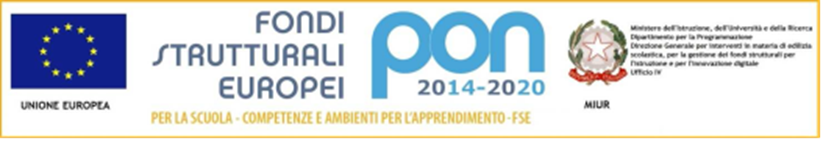 UNIONE EUROPEA
FONDI
STRUTTURALI
EUROPEI
pon
2014-2020
PER LA SCUOLA - COMPETENZE E AMBIENTI PER L'APPRENDIMENTO - FSE
MIUR
Ministero dell'Istruzione, dell'Università e della Ricerca
Dipartimento per la Programmazione
Direzione Generale per interventi in materia di edilizia
scolastica, per la gestione dei fondi strutturali per
l'istruzione e per l'innovazione digitale
Ufficio IV